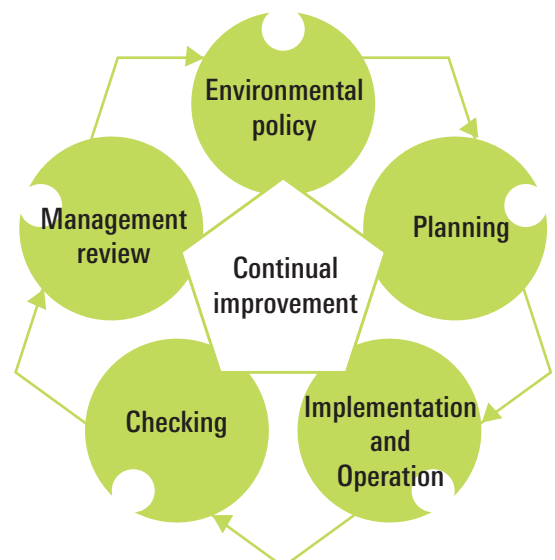 Environmental
policy
Planning
Implementation
and
Operation
Checking
Management
review
Continual
improvement